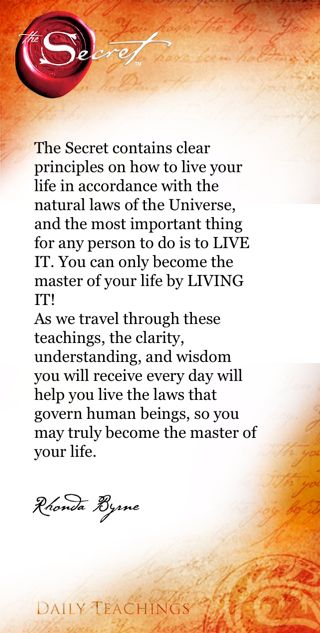 the Secret™
The Secret contains clear
principles on how to live your
life in accordance with the
natural laws of the Universe,
and the most important thing
for any person to do is to LIVE
IT. You can only become the
master of your life by LIVING
IT!
As we travel through these
teachings, the clarity,
understanding, and wisdom
you will receive every day will
help you live the laws that
govern human beings, so you
may truly become the master of
your life.
Rhonda Byrne
DAILY TEACHINGS